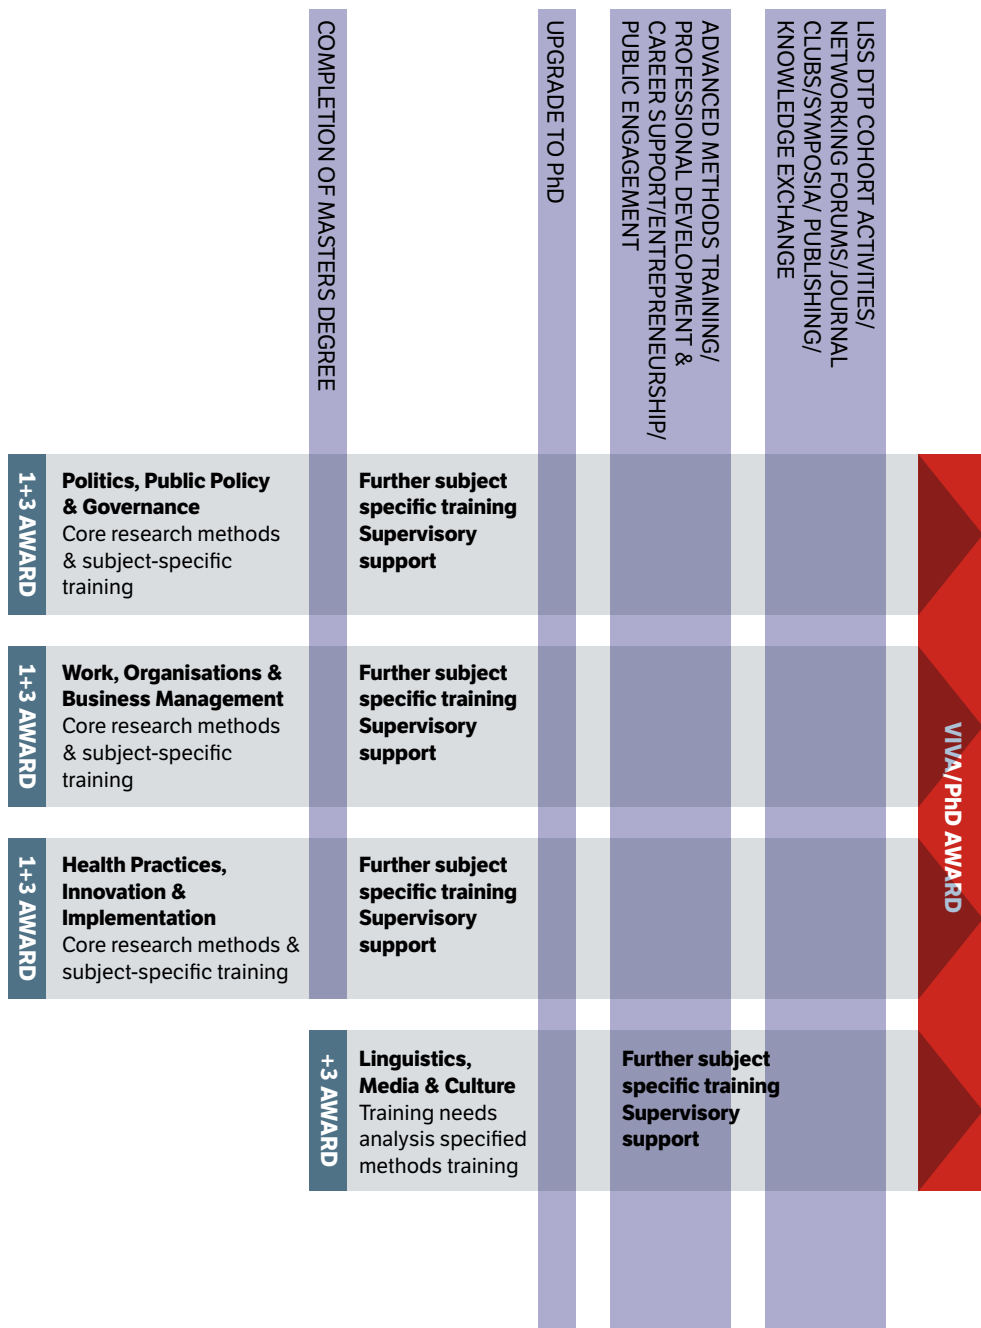 COMPLETION OF MASTERS DEGREE
UPGRADE TO PhD
ADVANCED METHODS TRAINING/
PROFESSIONAL DEVELOPMENT &
CAREER SUPPORT/ENTREPRENEURSHIP/
PUBLIC ENGAGEMENT
LISS DTP COHORT ACTIVITIES/
NETWORKING FORUMS/JOURNAL
CLUBS/SYMPOSIA/ PUBLISHING/
KNOWLEDGE EXCHANGE
1+3 AWARD
Politics, Public Policy
& Governance
Core research methods
& subject-specific
training
Further subject
specific training
Supervisory
support
1+3 AWARD
Work, Organisations &
Business Management
Core research methods
& subject-specific
training
Further subject
specific training
Supervisory
support
1+3 AWARD
Health Practices,
Innovation &
Implementation
Core research methods &
subject-specific training
Further subject
specific training
Supervisory
support
+3 AWARD
Linguistics,
Media & Culture
Training needs
analysis specified
methods training
Further subject
specific training
Supervisory
support
VIVA/PhD AWARD